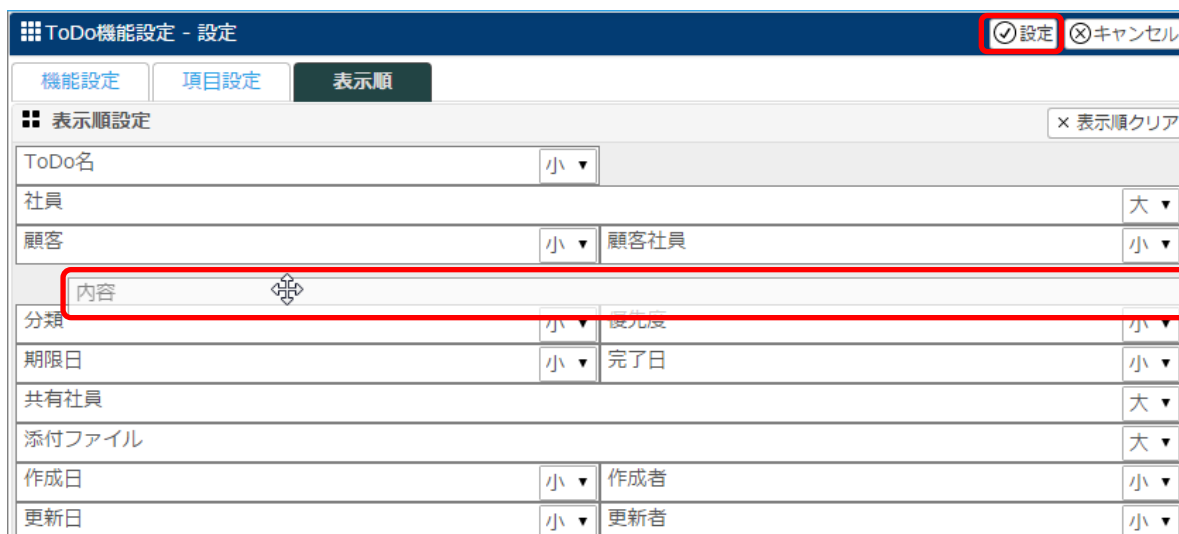 ToDo機能設定 - 設定 設定 キャンセル
機能設定 項目設定 表示順
表示順設定 × 表示順クリア
ToDo名 小 ▼
社員 大 ▼
顧客 小 ▼ 顧客社員 小 ▼
内容
分類 小 ▼ 優先度 小 ▼
期限日 小 ▼ 完了日 小 ▼
共有社員 大 ▼
添付ファイル 大 ▼
作成日 小 ▼ 作成者 小 ▼
更新日 小 ▼ 更新者 小 ▼